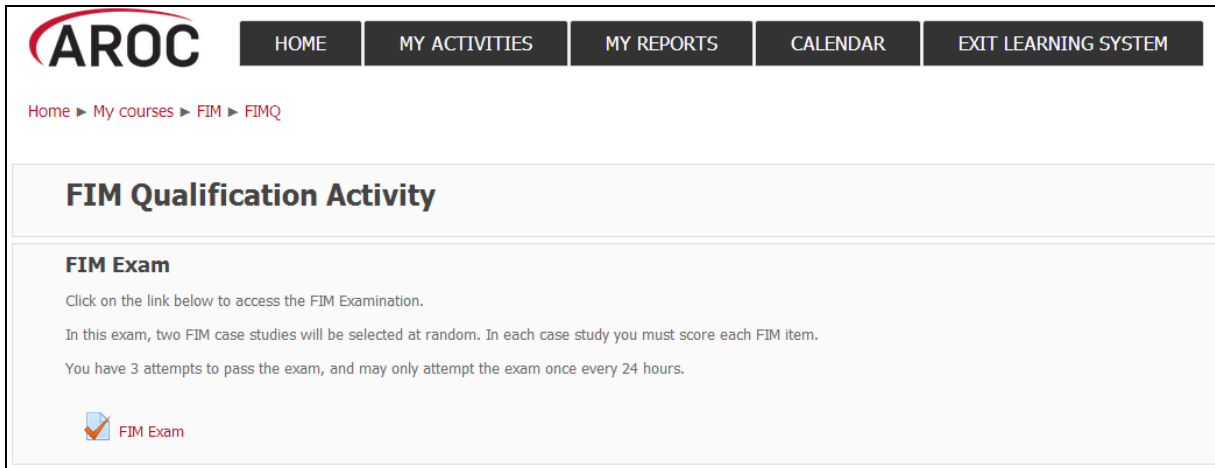 AROC HOME MY ACTIVITIES MY REPORTS CALENDAR EXIT LEARNING SYSTEM
Home ► My courses ► FIM ► FIMQ
FIM Qualification Activity
FIM Exam
Click on the link below to access the FIM Examination.
In this exam, two FIM case studies will be selected at random. In each case study you must score each FIM item.
You have 3 attempts to pass the exam, and may only attempt the exam once every 24 hours.
FIM Exam